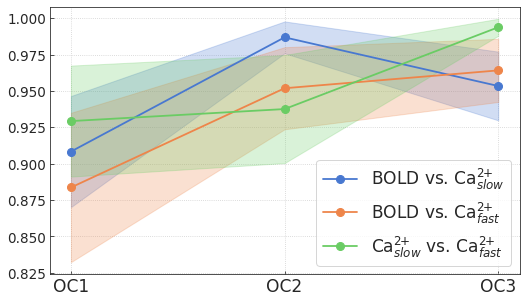 1.000
0.975
0.950
0.925
0.900
0.875
0.850
0.825
OC1 OC2 OC3
BOLD vs. Ca²⁺slow
BOLD vs. Ca²⁺fast
Ca²⁺slow vs. Ca²⁺fast